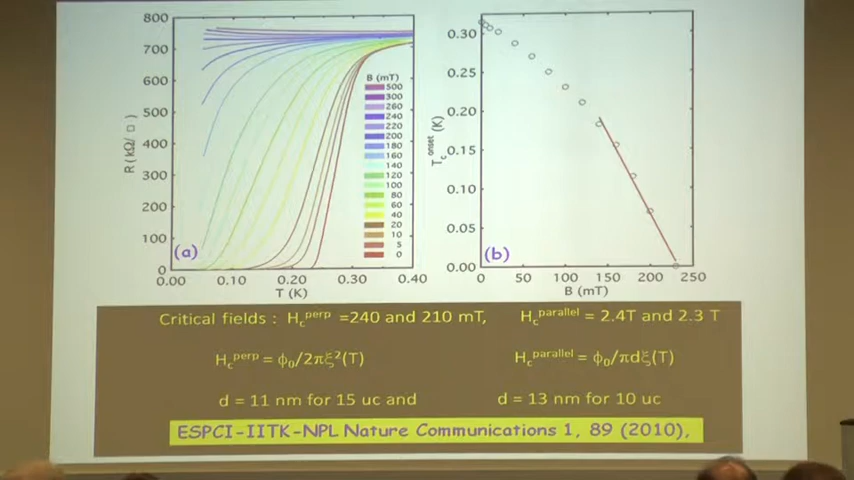 800
700
600
500
400
300
200
100
0
R (kΩ/ □)
0.00 0.10 0.20 0.30 0.40
T (K)
(a)
B (mT)
500
300
260
240
220
200
180
160
140
120
100
80
60
40
20
10
5
0
0.30
0.25
0.20
0.15
0.10
0.05
0.00
Tc onset (K)
0 50 100 150 200 250
B (mT)
(b)
Critical fields : Hc perp =240 and 210 mT, Hc parallel = 2.4T and 2.3 T
Hc perp = ϕ0/2πξ²(T) Hc parallel = ϕ0/πdξ(T)
d = 11 nm for 15 uc and d = 13 nm for 10 uc
ESPCI-IITK-NPL Nature Communications 1, 89 (2010),